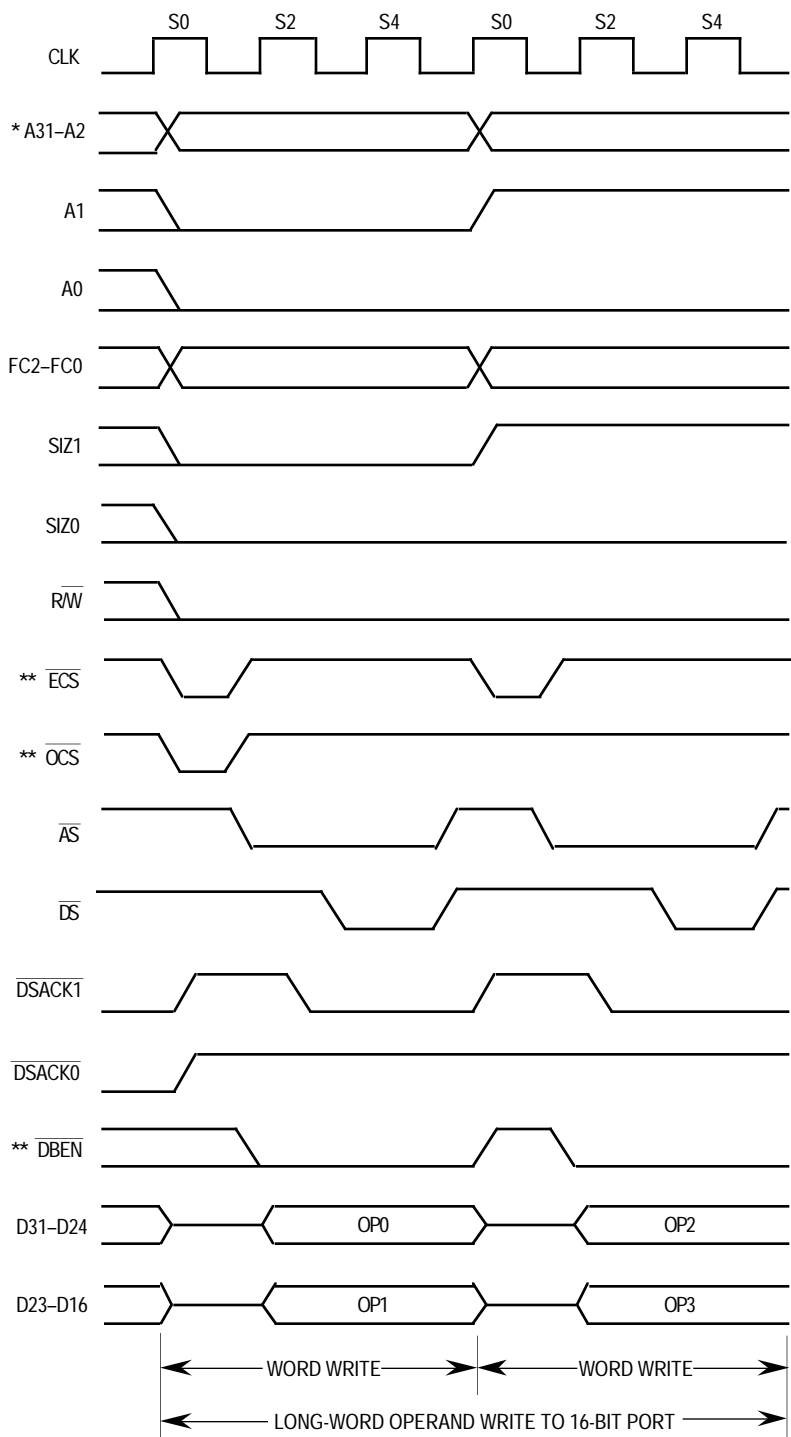 S0 S2 S4 S0 S2 S4
CLK
* A31–A2
A1
A0
FC2–FC0
SIZ1
SIZ0
R/W
** ECS
** OCS
AS
DS
DSACK1
DSACK0
** DBEN
D31–D24 OP0 OP2
D23–D16 OP1 OP3
WORD WRITE WORD WRITE
LONG-WORD OPERAND WRITE TO 16-BIT PORT